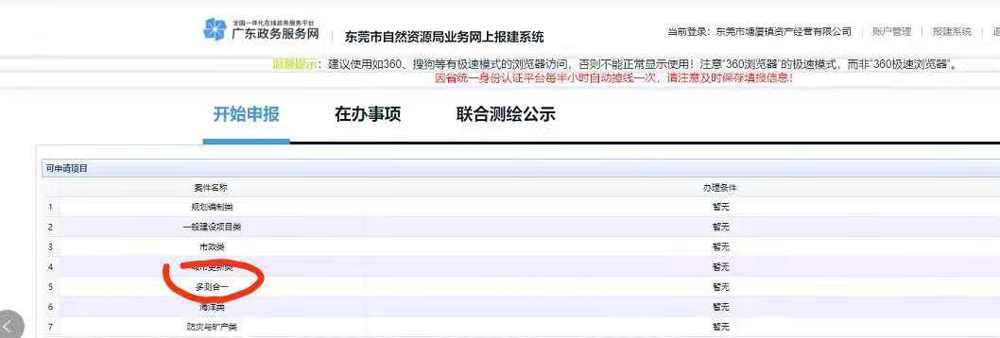 全国一体化在线政务服务平台
广东政务服务网
东莞市自然资源局业务网上报建系统
当前登录：东莞市塘厦镇资产经营有限公司
账户管理
报建系统
退
温馨提示：建议使用如360、搜狗等有极速模式的浏览器访问，否则不能正常显示使用！注意“360浏览器”的极速模式，而非“360极速浏览器”。
因省统一身份认证平台每半小时自动掉线一次，请注意及时保存填报信息！
开始申报 在办事项 联合测绘公示
可申请项目
案件名称 办理条件
1 规划编制类 暂无
2 一般建设项目类 暂无
3 市政类 暂无
4 城市更新类 暂无
5 多测合一 暂无
6 海洋类 暂无
7 防灾与矿产类 暂无